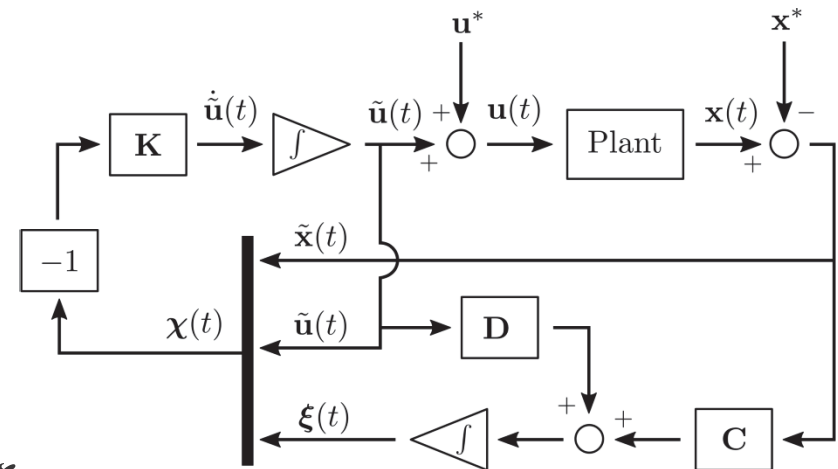 u* x*
u̇̃(t) ũ(t) + u(t) x(t) −
K ∫ + Plant +
−1 x̃(t)
χ(t) ũ(t) D
ξ(t) ∫ + + C